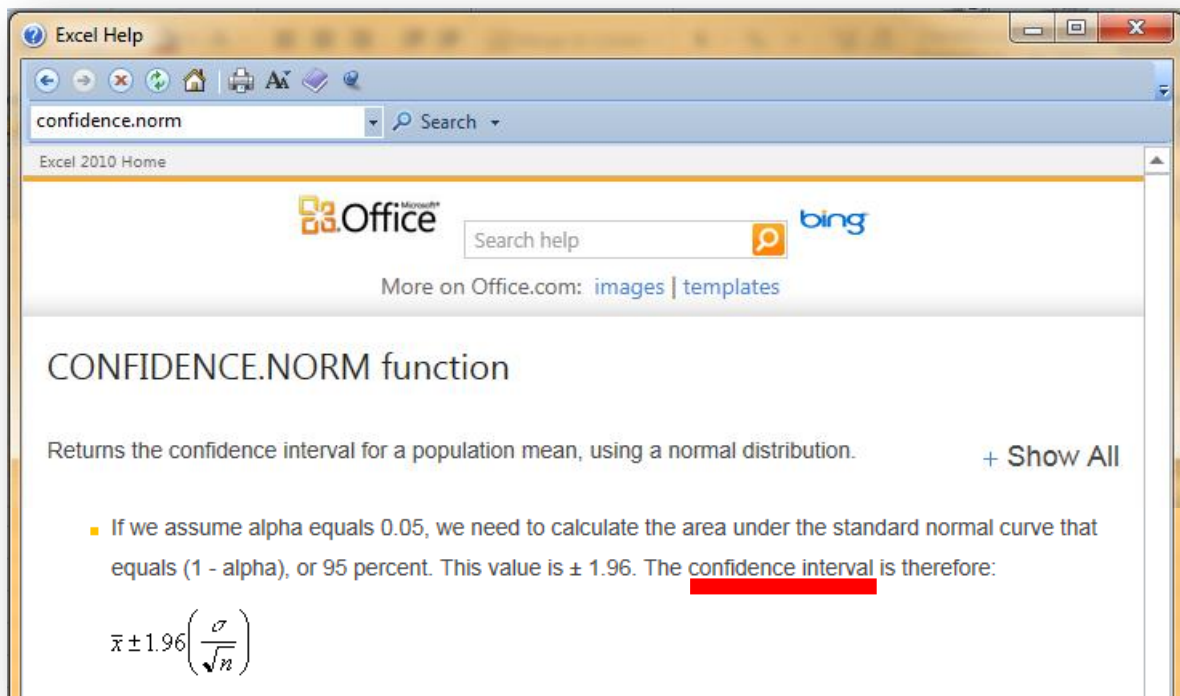 Excel Help
confidence.norm
Search
Excel 2010 Home
Microsoft®
Office
Search help
bing
More on Office.com: images | templates
CONFIDENCE.NORM function
Returns the confidence interval for a population mean, using a normal distribution.
+ Show All
If we assume alpha equals 0.05, we need to calculate the area under the standard normal curve that
equals (1 - alpha), or 95 percent. This value is ± 1.96. The confidence interval is therefore:
x̄ ± 1.96(σ/√n)